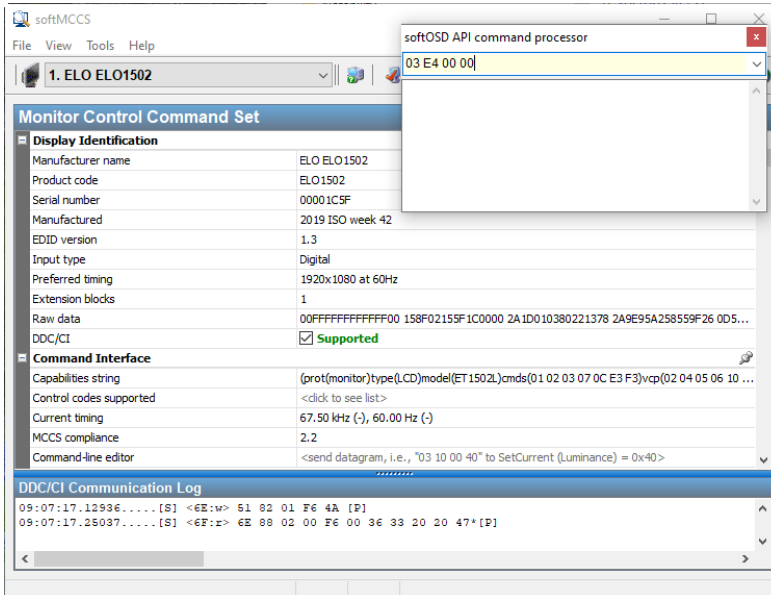 softMCCS
File View Tools Help
softOSD API command processor
03 E4 00 00
1. ELO ELO1502
Monitor Control Command Set
Display Identification
Manufacturer name ELO ELO1502
Product code ELO1502
Serial number 00001C5F
Manufactured 2019 ISO week 42
EDID version 1.3
Input type Digital
Preferred timing 1920x1080 at 60Hz
Extension blocks 1
Raw data 00FFFFFFFFFFFF00 158F02155F1C0000 2A1D010380221378 2A9E95A258559F26 0D5...
DDC/CI Supported
Command Interface
Capabilities string (prot(monitor)type(LCD)model(ET1502L)cmds(01 02 03 07 0C E3 F3)vcp(02 04 05 06 10 ...
Control codes supported <click to see list>
Current timing 67.50 kHz (-), 60.00 Hz (-)
MCCS compliance 2.2
Command-line editor <send datagram, i.e., "03 10 00 40" to SetCurrent (Luminance) = 0x40>
DDC/CI Communication Log
09:07:17.12936.....[S] <6E:w> 51 82 01 F6 4A [P]
09:07:17.25037.....[S] <6F:r> 6E 88 02 00 F6 00 36 33 20 20 47*[P]